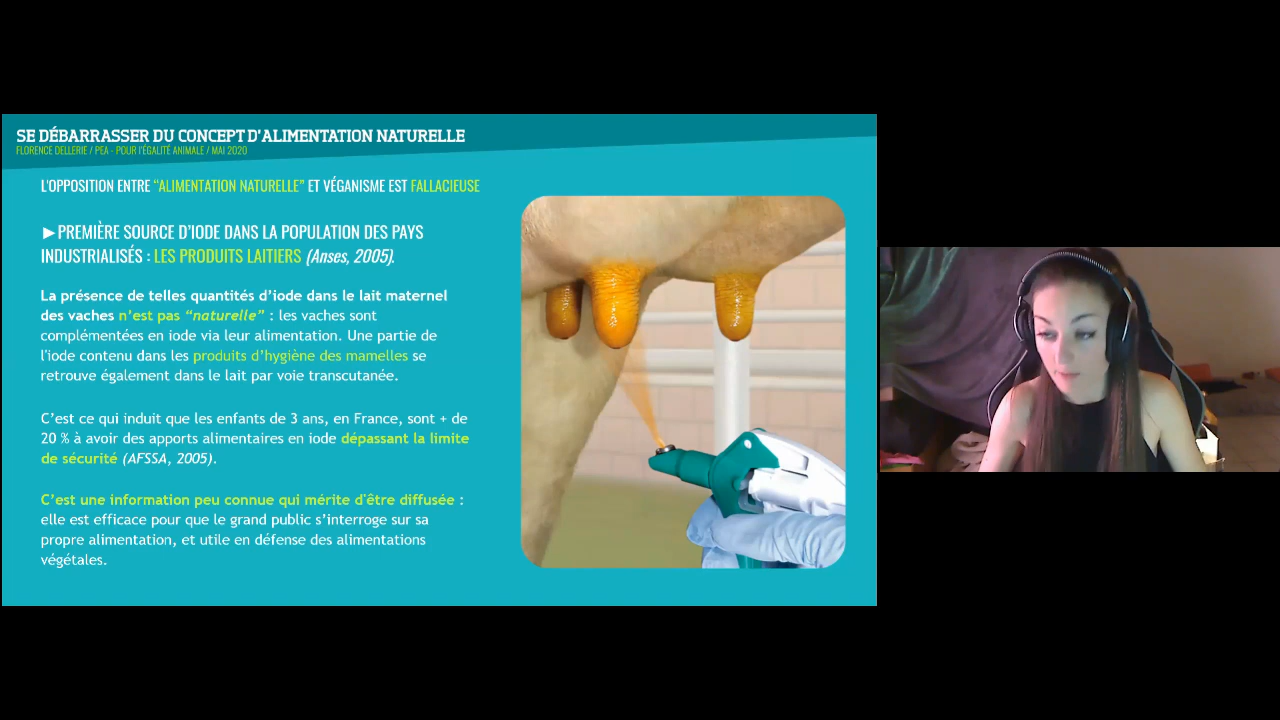 SE DÉBARRASSER DU CONCEPT D'ALIMENTATION NATURELLE
FLORENCE DELLERIE / PEA - POUR l'ÉGALITÉ ANIMALE / MAI 2020
L'OPPOSITION ENTRE “ALIMENTATION NATURELLE” ET VÉGANISME EST FALLACIEUSE
►PREMIÈRE SOURCE D'IODE DANS LA POPULATION DES PAYS
INDUSTRIALISÉS : LES PRODUITS LAITIERS (Anses, 2005).
La présence de telles quantités d’iode dans le lait maternel
des vaches n’est pas “naturelle” : les vaches sont
complémentées en iode via leur alimentation. Une partie de
l'iode contenu dans les produits d’hygiène des mamelles se
retrouve également dans le lait par voie transcutanée.
C’est ce qui induit que les enfants de 3 ans, en France, sont + de
20 % à avoir des apports alimentaires en iode dépassant la limite
de sécurité (AFSSA, 2005).
C’est une information peu connue qui mérite d'être diffusée :
elle est efficace pour que le grand public s’interroge sur sa
propre alimentation, et utile en défense des alimentations
végétales.